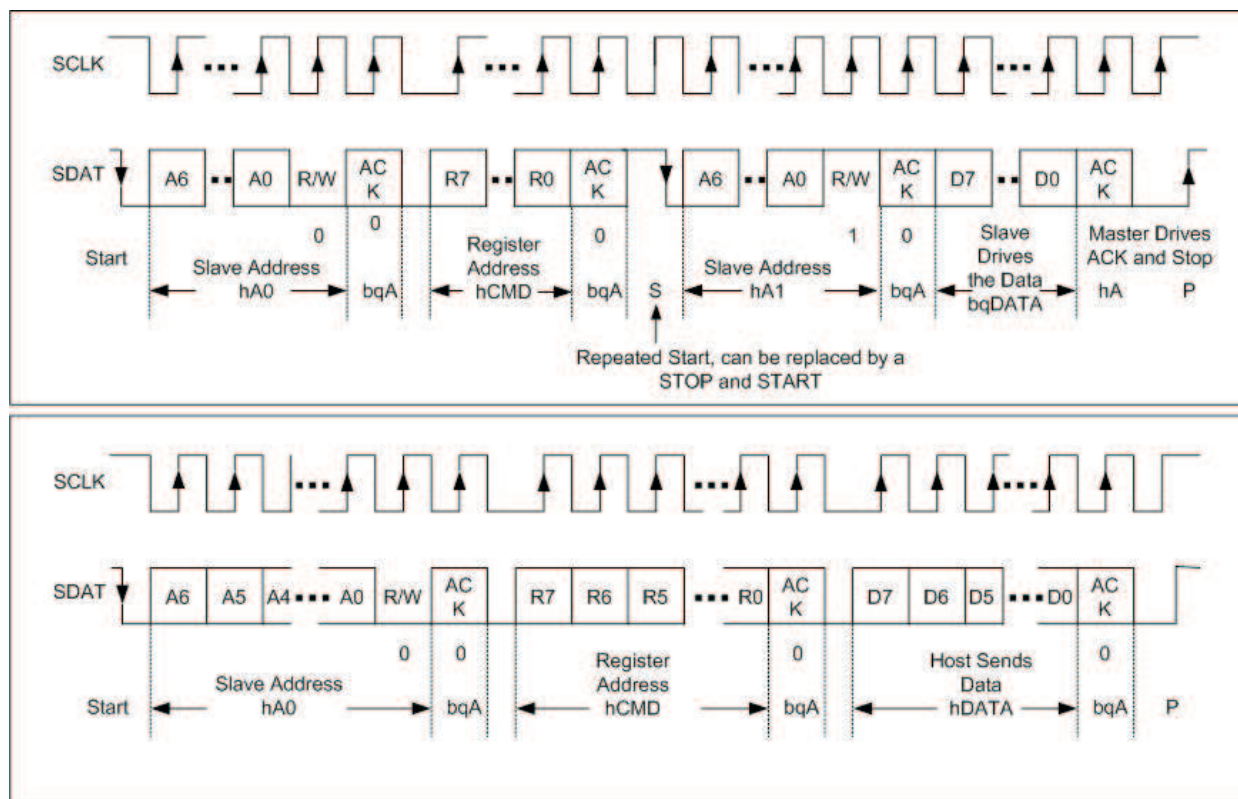 SCLK
SDAT
A6 A0 R/W AC K R7 R0 AC K A6 A0 R/W AC K D7 D0 AC K
0 0 0 1 0
Start
Slave Address
hA0
bqA
Register
Address
hCMD
bqA
S
Slave Address
hA1
bqA
Slave
Drives
the Data
bqDATA
Master Drives
ACK and Stop
hA
P
Repeated Start, can be replaced by a
STOP and START
SCLK
SDAT
A6 A5 A4 A0 R/W AC K R7 R6 R5 R0 AC K D7 D6 D5 D0 AC K
0 0 0 0
Start
Slave Address
hA0
bqA
Register
Address
hCMD
bqA
Host Sends
Data
hDATA
bqA
P